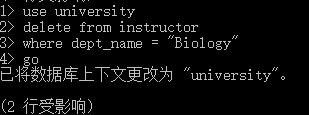 1> use university
2> delete from instructor
3> where dept_name = "Biology"
4> go
已将数据库上下文更改为 "university"。
(2 行受影响)